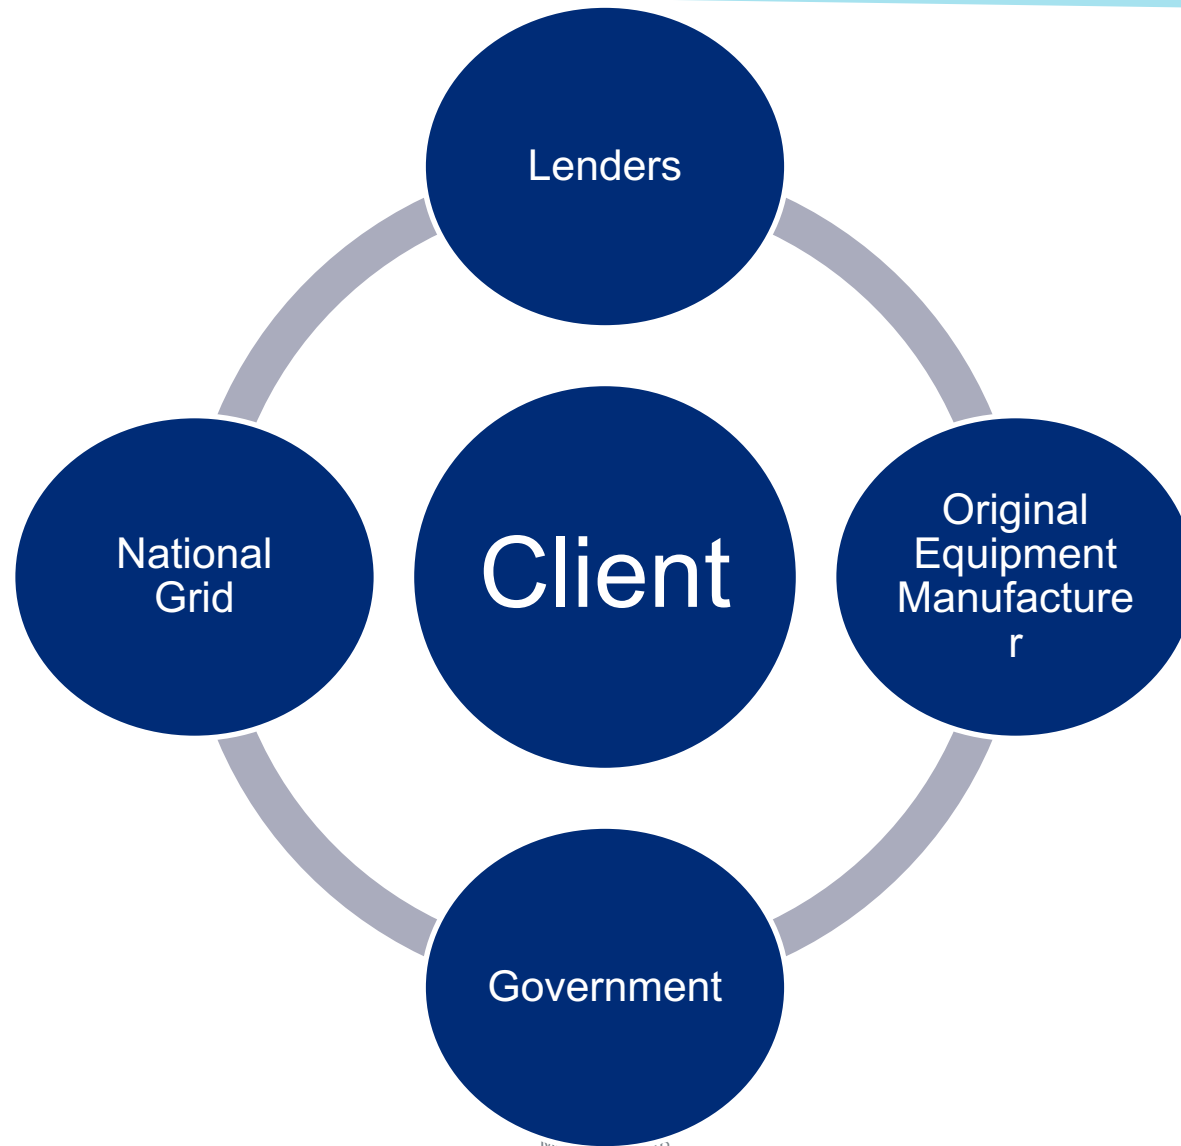 Lenders
National
Grid
Client
Original
Equipment
Manufacture
r
Government